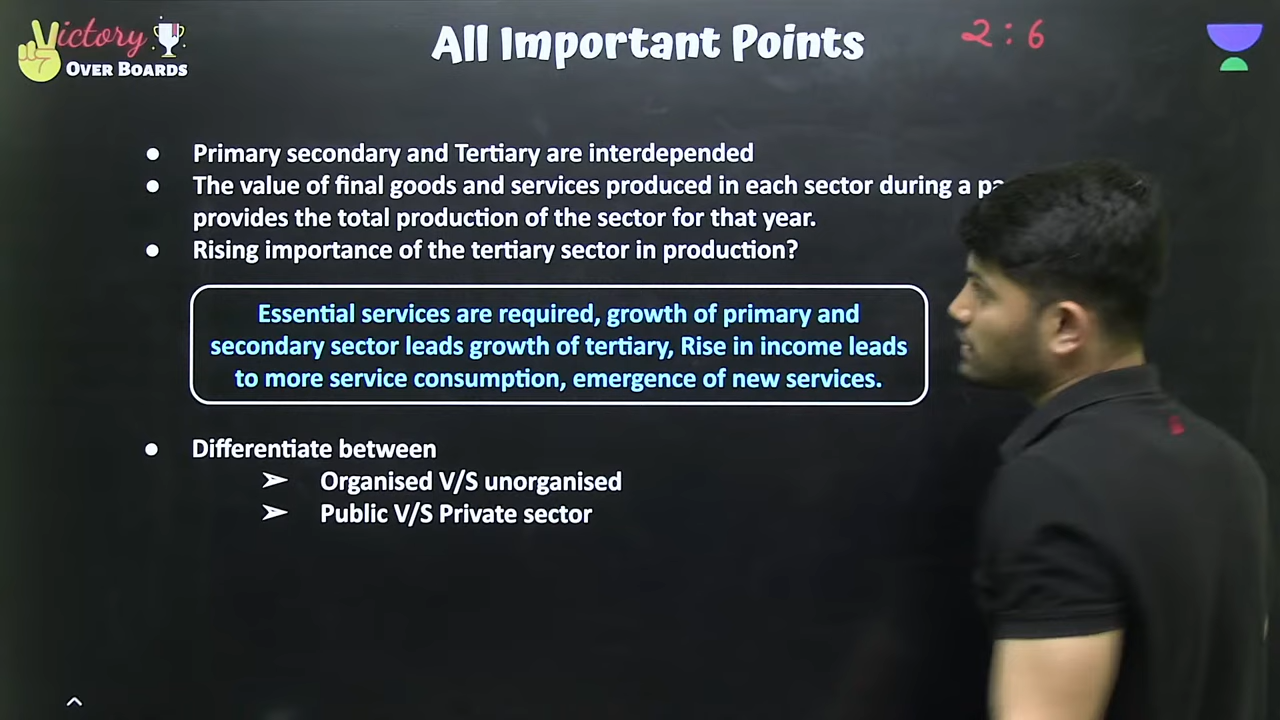 Victory
OVER BOARDS
All Important Points
2 : 6
● Primary secondary and Tertiary are interdepended
● The value of final goods and services produced in each sector during a
provides the total production of the sector for that year.
● Rising importance of the tertiary sector in production?
Essential services are required, growth of primary and
secondary sector leads growth of tertiary, Rise in income leads
to more service consumption, emergence of new services.
● Differentiate between
➢ Organised V/S unorganised
➢ Public V/S Private sector